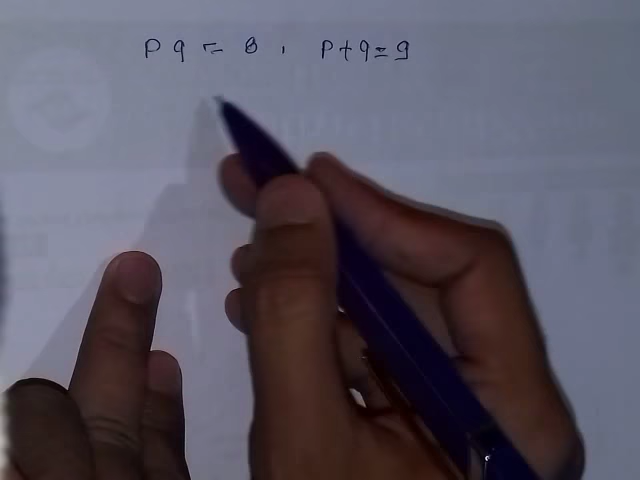 pq = 8, p+q=9